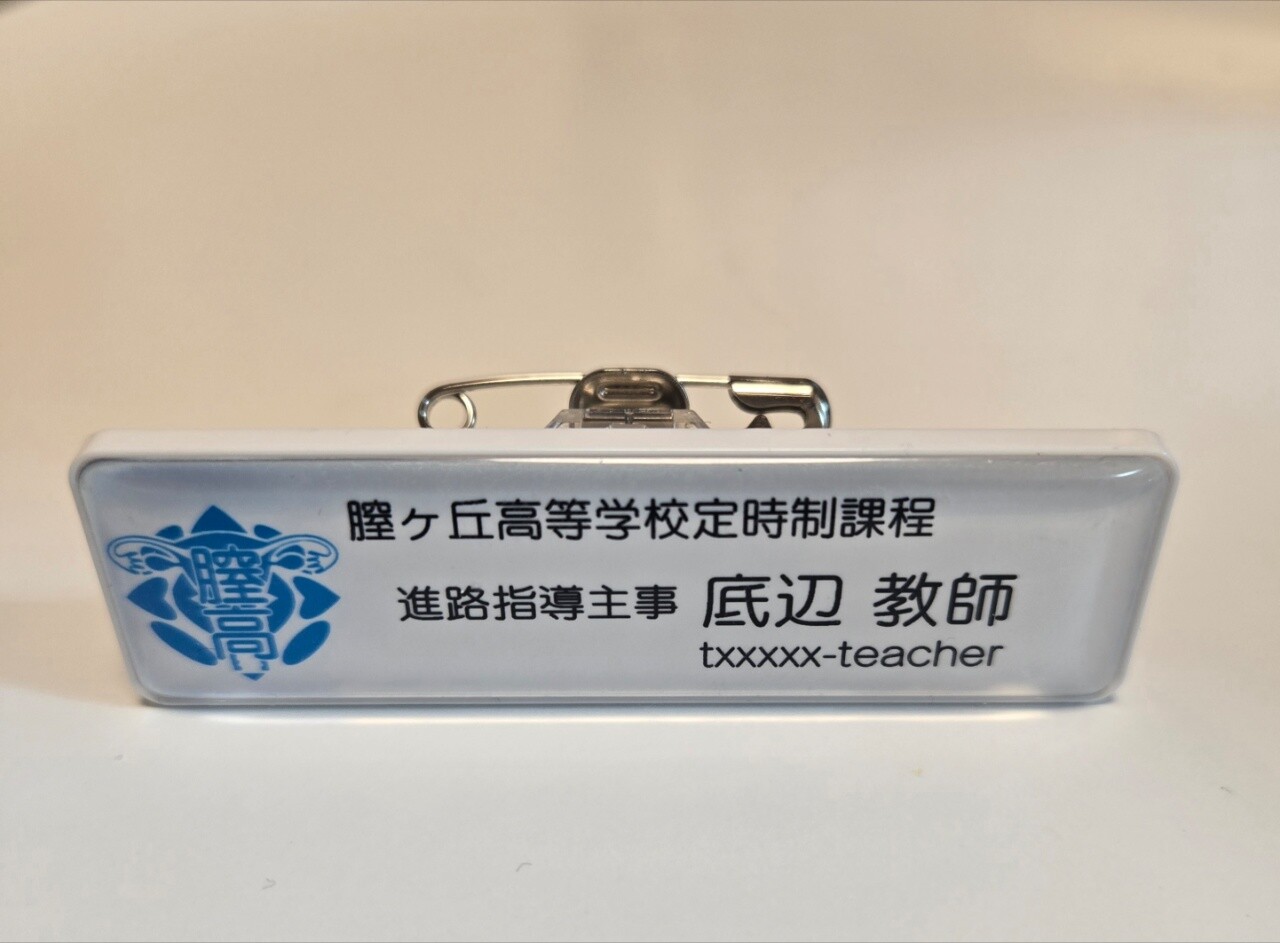 膣高
膣ヶ丘高等学校定時制課程
進路指導主事 底辺 教師
txxxxx-teacher